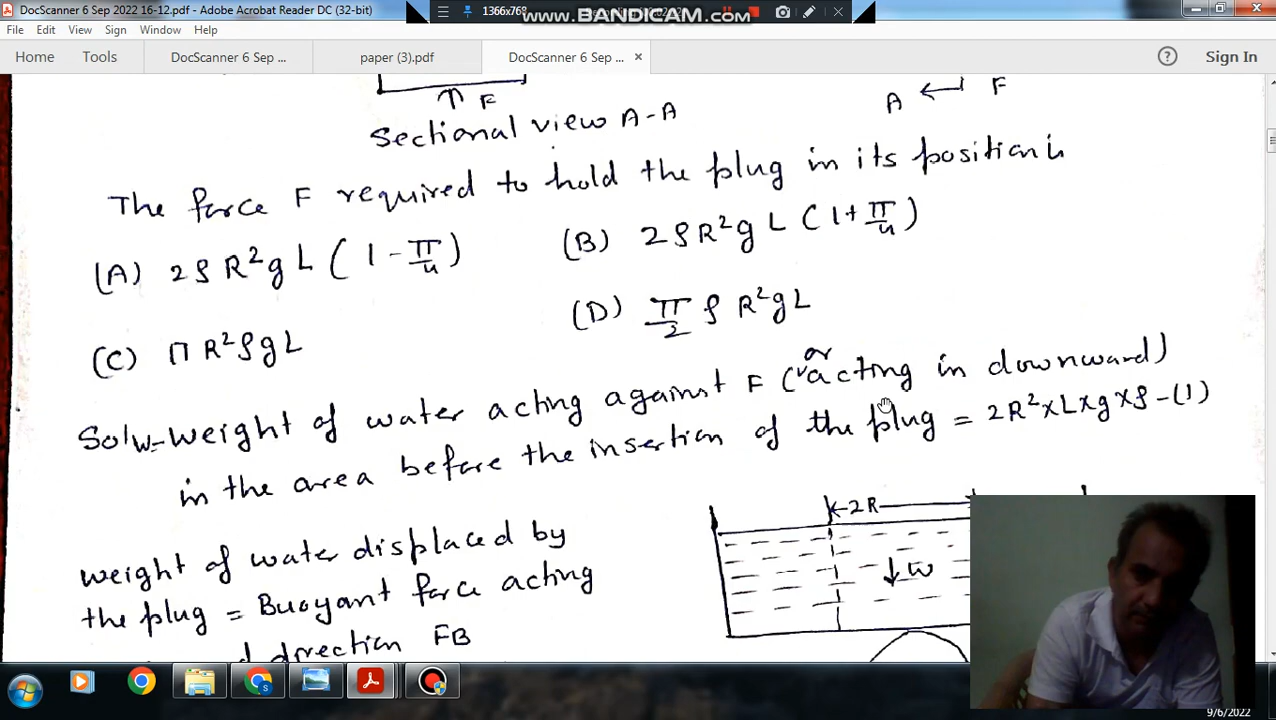 DocScanner 6 Sep 2022 16-12.pdf - Adobe Acrobat Reader DC (32-bit)
1366x768
www.BANDICAM.com
File Edit View Sign Window Help
Home Tools DocScanner 6 Sep ... paper (3).pdf DocScanner 6 Sep ... × Sign In
F
A ← F
Sectional view A-A
The force F required to hold the plug in its position is
(A) 2ρR²gL(1-π/4) (B) 2ρR²gL(1+π/4)
(C) πR²ρgL (D) π/2 ρR²gL
Soln-weight of water acting against F (or acting in downward)
in the area before the insertion of the plug = 2R²×L×g×ρ-(1)
2R
weight of water displaced by
W
the plug = Buoyant force acting
direction FB
9/6/2022